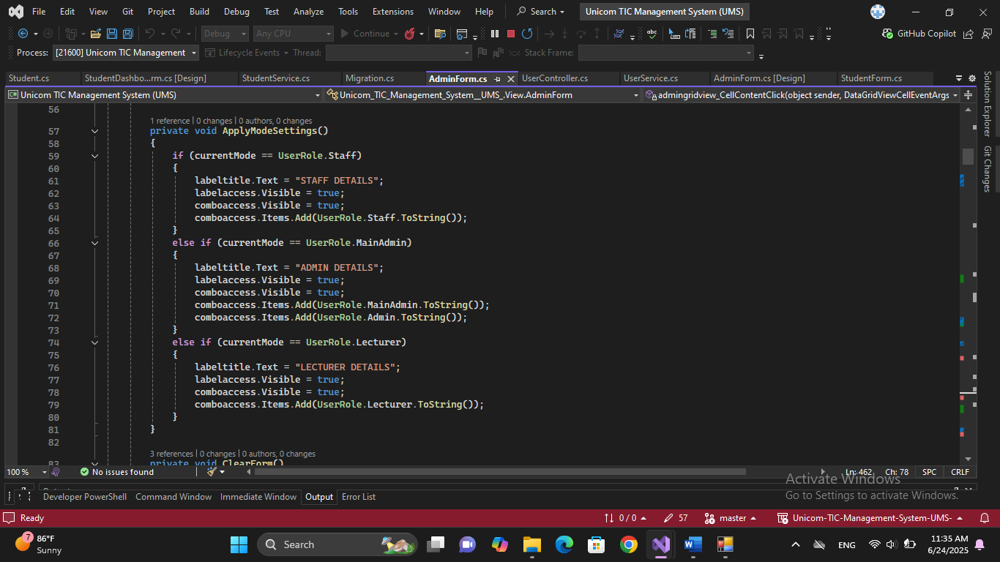 File Edit View Git Project Build Debug Test Analyze Tools Extensions Window Help Search Unicom TIC Management System (UMS)
Debug Any CPU Continue GitHub Copilot
Process: [21600] Unicom TIC Management Lifecycle Events Thread: Stack Frame:
Student.cs StudentDashbo...rm.cs [Design] StudentService.cs Migration.cs AdminForm.cs UserController.cs UserService.cs AdminForm.cs [Design] StudentForm.cs
Unicom TIC Management System (UMS) Unicom_TIC_Management_System__UMS_.View.AdminForm admingridview_CellContentClick(object sender, DataGridViewCellEventArgs
Solution Explorer
Git Changes
56
1 reference | 0 changes | 0 authors, 0 changes
57 private void ApplyModeSettings()
58 {
59 if (currentMode == UserRole.Staff)
60 {
61 labeltitle.Text = "STAFF DETAILS";
62 labelaccess.Visible = true;
63 comboaccess.Visible = true;
64 comboaccess.Items.Add(UserRole.Staff.ToString());
65 }
66 else if (currentMode == UserRole.MainAdmin)
67 {
68 labeltitle.Text = "ADMIN DETAILS";
69 labelaccess.Visible = true;
70 comboaccess.Visible = true;
71 comboaccess.Items.Add(UserRole.MainAdmin.ToString());
72 comboaccess.Items.Add(UserRole.Admin.ToString());
73 }
74 else if (currentMode == UserRole.Lecturer)
75 {
76 labeltitle.Text = "LECTURER DETAILS";
77 labelaccess.Visible = true;
78 comboaccess.Visible = true;
79 comboaccess.Items.Add(UserRole.Lecturer.ToString());
80 }
81 }
82
3 references | 0 changes | 0 authors, 0 changes
83 private void ClearForm()
100 % No issues found Ln: 462 Ch: 78 SPC CRLF
Activate Windows
Go to Settings to activate Windows.
Developer PowerShell Command Window Immediate Window Output Error List
Ready 0 / 0 57 master Unicom-TIC-Management-System-UMS-
7 86°F
Sunny
Search
ENG
11:35 AM
6/24/2025